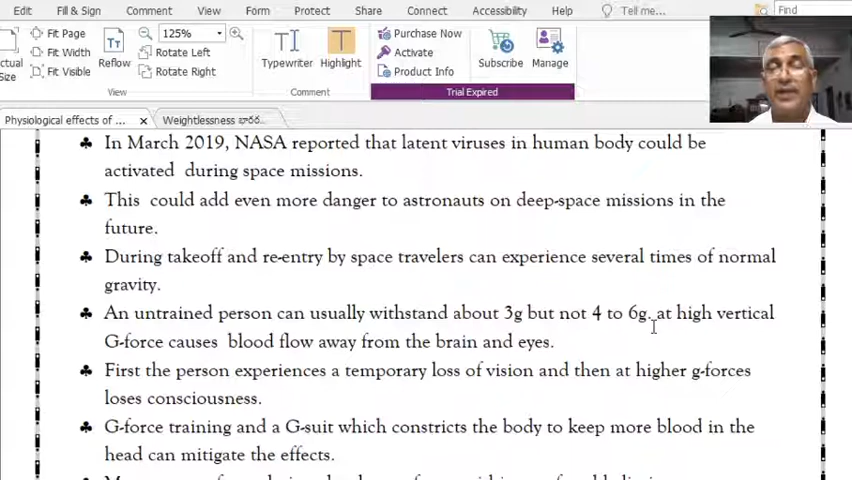 Edit Fill & Sign Comment View Form Protect Share Connect Accessibility Help Tell me... Find
Fit Page 125% Purchase Now
Fit Width Rotate Left Activate
Fit Visible Reflow Rotate Right Typewriter Highlight Product Info Subscribe Manage
Size
View Comment Trial Expired
Physiological effects of ... x Weightlessness
In March 2019, NASA reported that latent viruses in human body could be
activated during space missions.
This could add even more danger to astronauts on deep-space missions in the
future.
During takeoff and re-entry by space travelers can experience several times of normal
gravity.
An untrained person can usually withstand about 3g but not 4 to 6g. at high vertical
G-force causes blood flow away from the brain and eyes.
First the person experiences a temporary loss of vision and then at higher g-forces
loses consciousness.
G-force training and a G-suit which constricts the body to keep more blood in the
head can mitigate the effects.